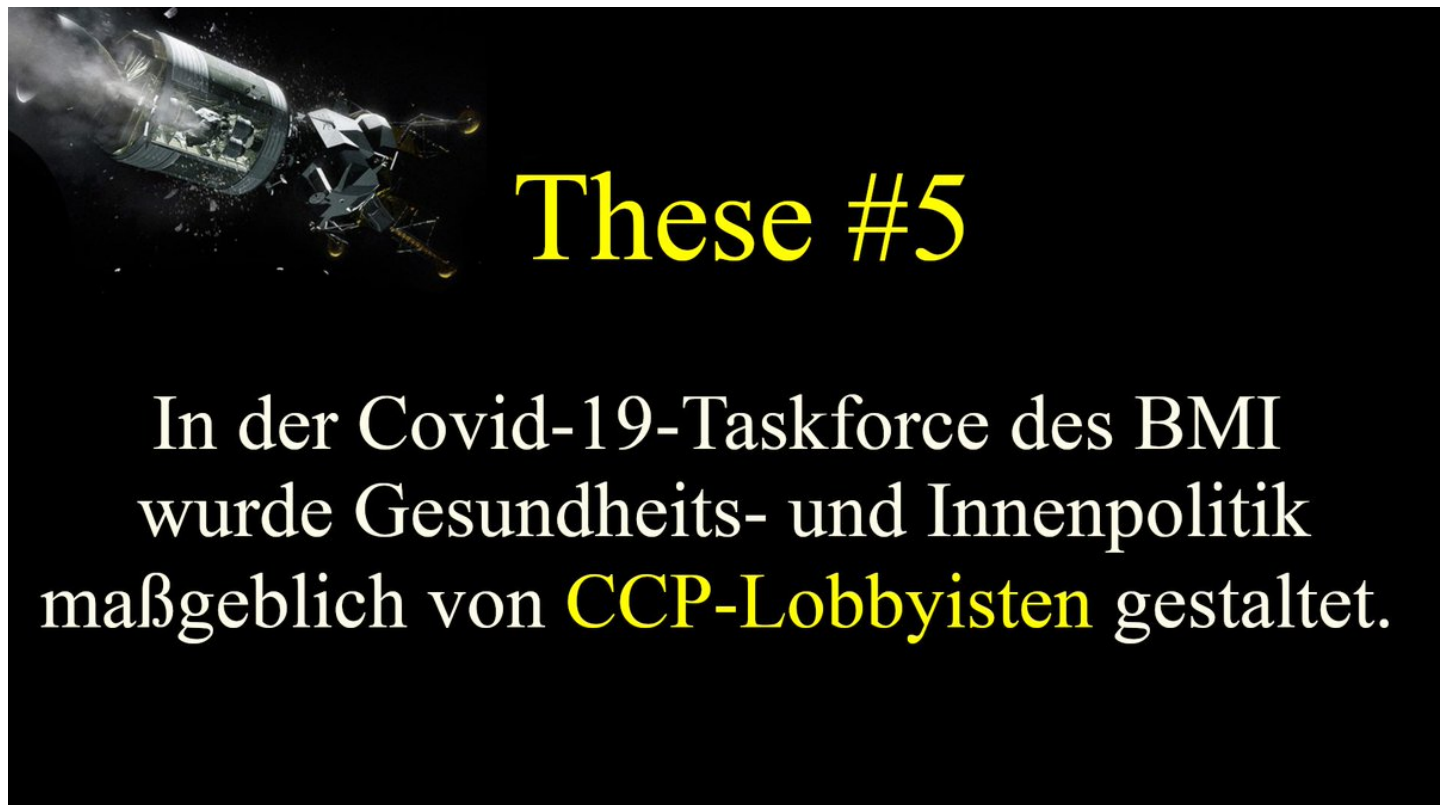 These #5
In der Covid-19-Taskforce des BMI
wurde Gesundheits- und Innenpolitik
maßgeblich von CCP-Lobbyisten gestaltet.